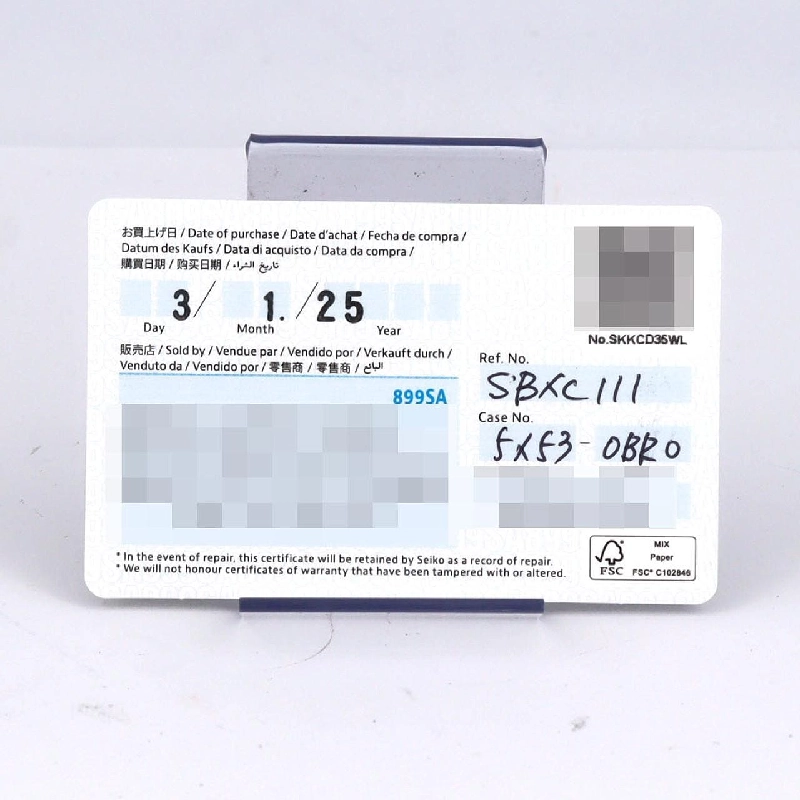 お買上げ日 / Date of purchase / Date d'achat / Fecha de compra /
Datum des Kaufs / Data di acquisto / Data da compra /
購買日期 / 购买日期 / تاريخ الشراء
3/ 1. /25
Day Month Year
販売店 / Sold by / Vendue par / Vendido por / Verkauft durch /
Venduto da / Vendido por / 零售商 / 零售商 / البائع
899SA
No.SKKCD35WL
Ref. No.
SBXC111
Case No.
5X53-0BR0
* In the event of repair, this certificate will be retained by Seiko as a record of repair.
* We will not honour certificates of warranty that have been tampered with or altered.
FSC
MIX
Paper
FSC® C102846